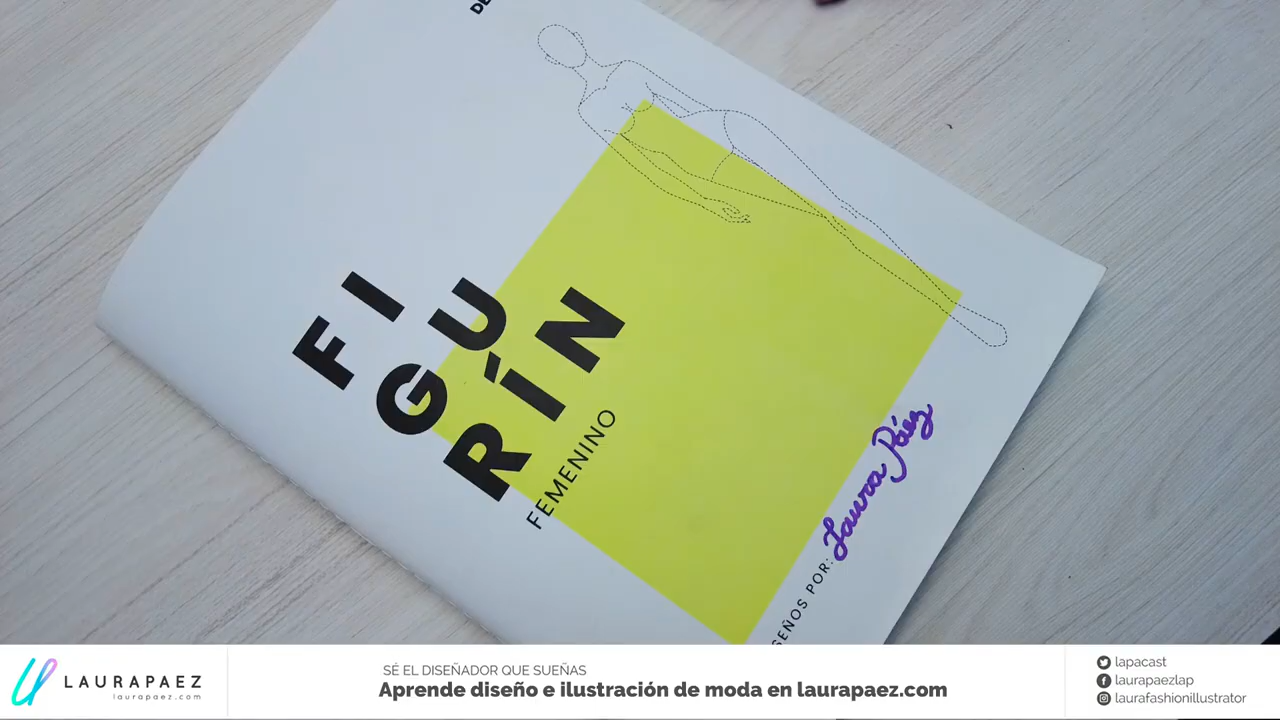 FI
GU
RÍN
FEMENINO
SEÑOS POR: Laura Páez
LAURAPAEZ
laurapaez.com
SÉ EL DISEÑADOR QUE SUEÑAS
Aprende diseño e ilustración de moda en laurapaez.com
lapacast
laurapaezlap
laurafashionillustrator